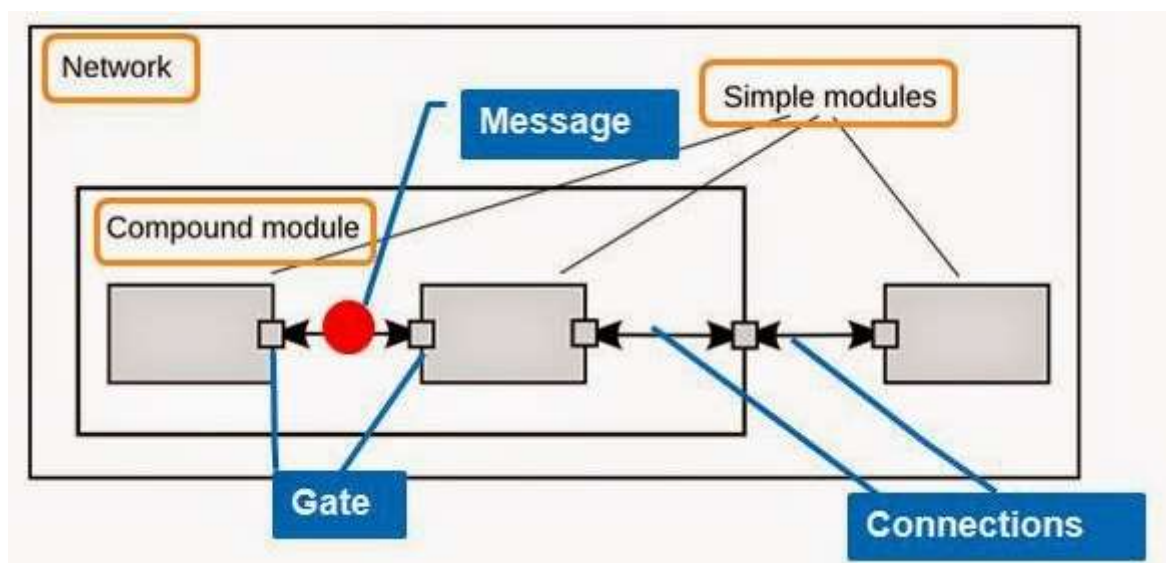 Network
Message
Simple modules
Compound module
Gate
Connections